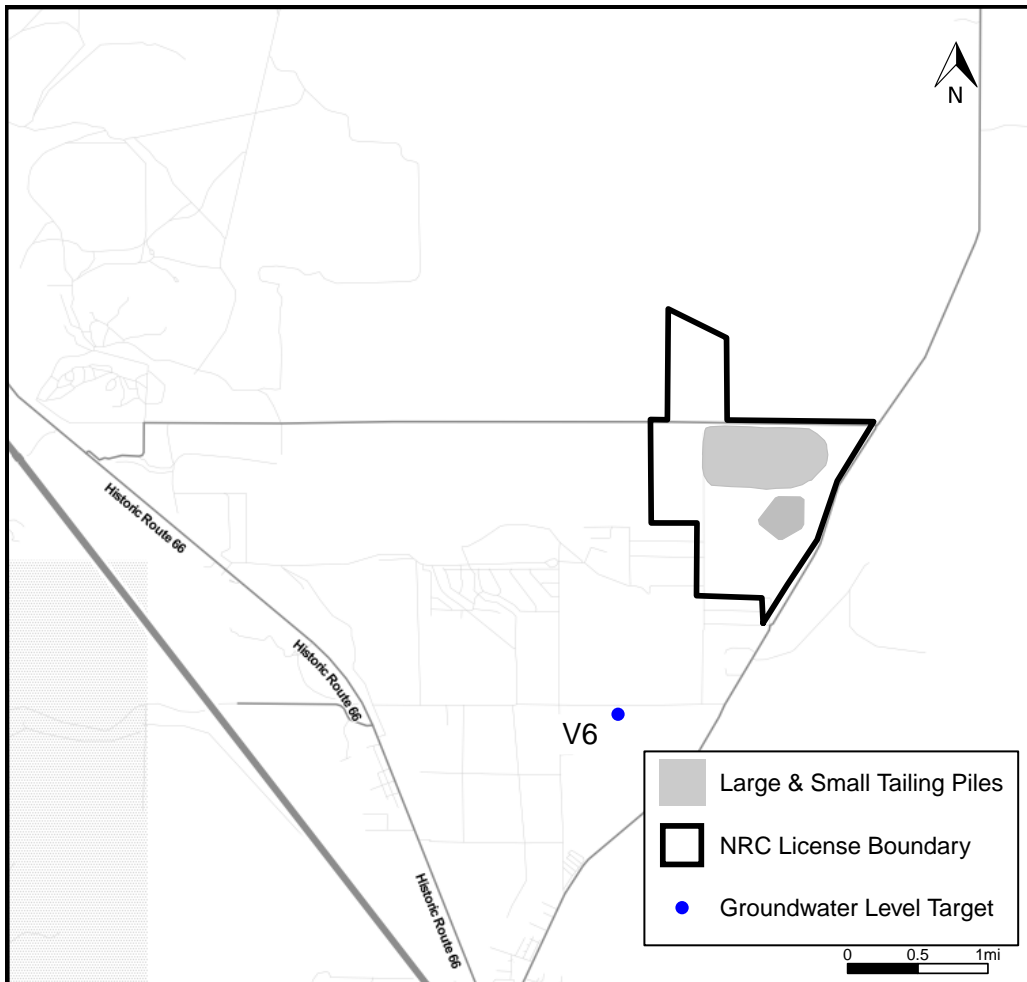 N
Historic Route 66
Historic Route 66
V6
Historic Route 66
Large & Small Tailing Piles
NRC License Boundary
Groundwater Level Target
0 0.5 1mi